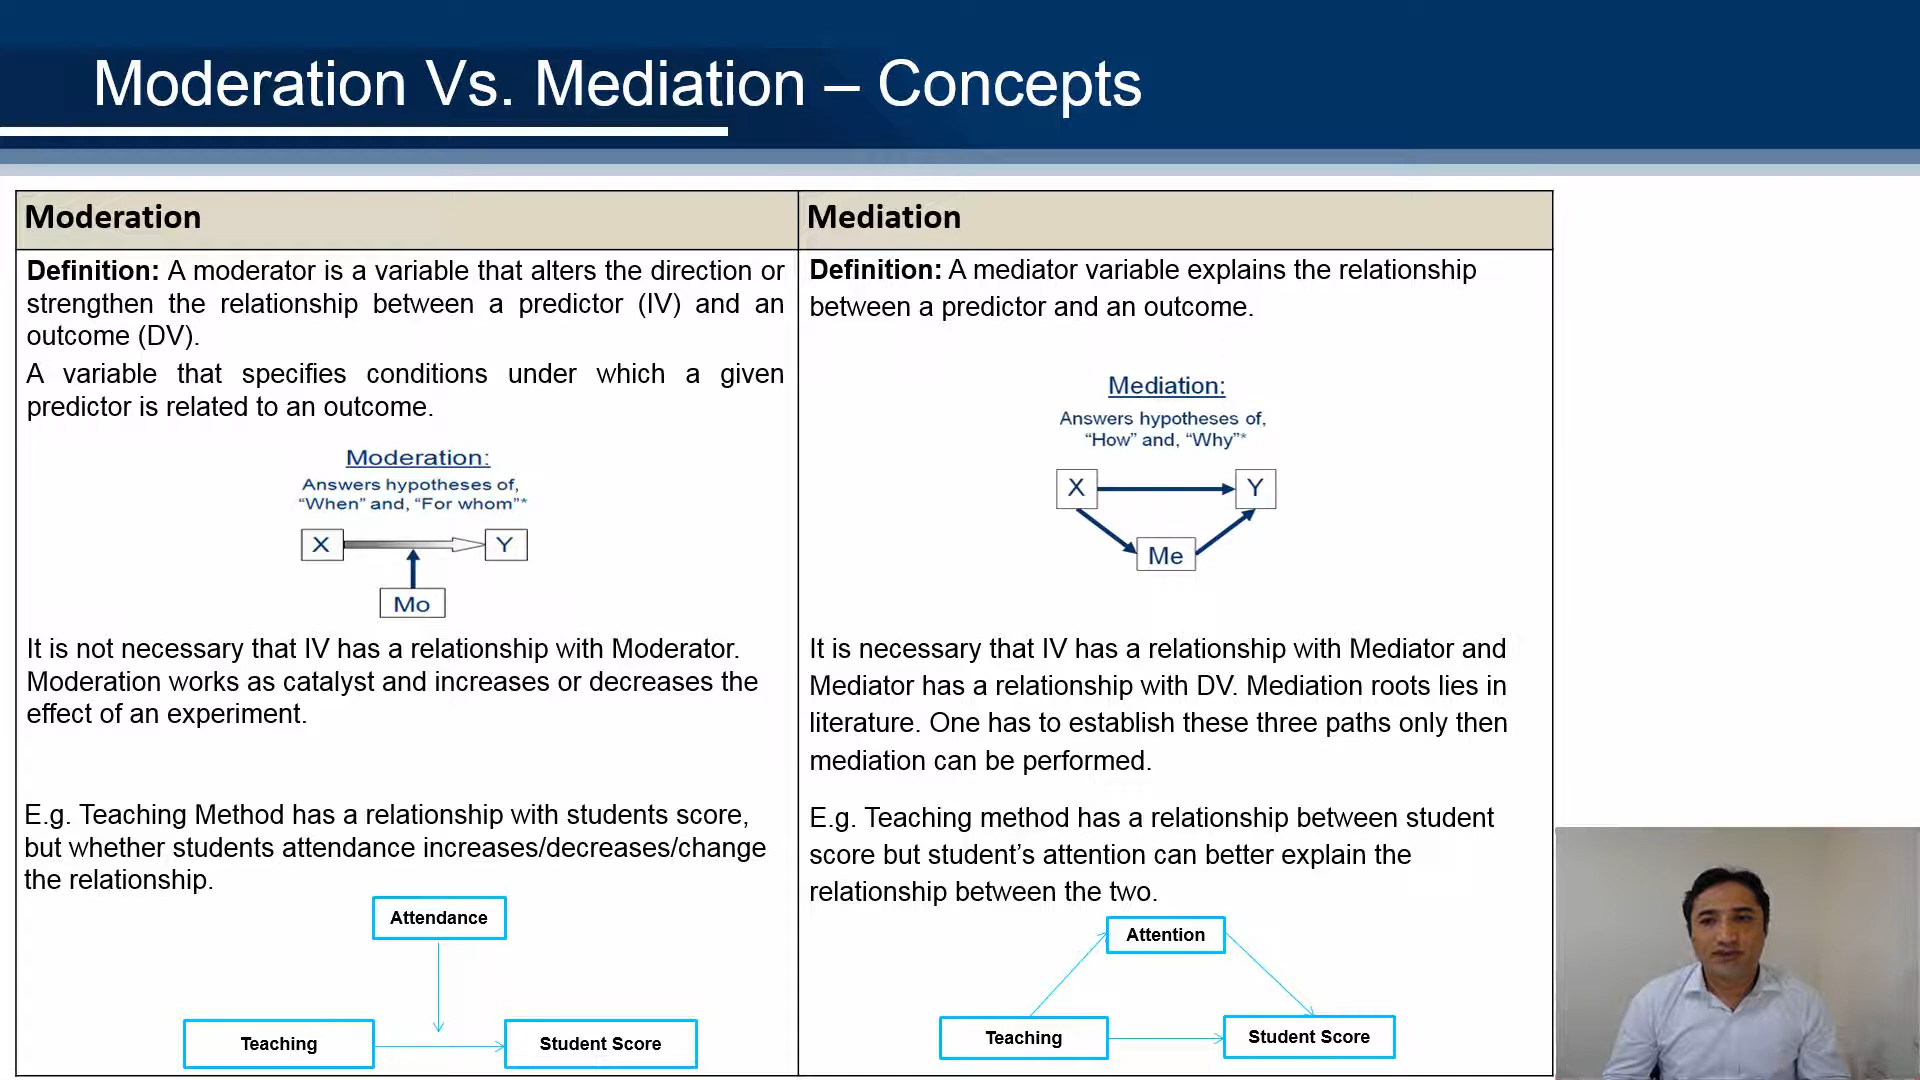 Moderation Vs. Mediation – Concepts
Moderation
Definition: A moderator is a variable that alters the direction or
strengthen the relationship between a predictor (IV) and an
outcome (DV).
A variable that specifies conditions under which a given
predictor is related to an outcome.
Moderation:
Answers hypotheses of,
“When” and, “For whom”*
X
Y
Mo
It is not necessary that IV has a relationship with Moderator.
Moderation works as catalyst and increases or decreases the
effect of an experiment.
E.g. Teaching Method has a relationship with students score,
but whether students attendance increases/decreases/change
the relationship.
Attendance
Teaching
Student Score
Mediation
Definition: A mediator variable explains the relationship
between a predictor and an outcome.
Mediation:
Answers hypotheses of,
“How” and, “Why”*
X
Y
Me
It is necessary that IV has a relationship with Mediator and
Mediator has a relationship with DV. Mediation roots lies in
literature. One has to establish these three paths only then
mediation can be performed.
E.g. Teaching method has a relationship between student
score but student’s attention can better explain the
relationship between the two.
Attention
Teaching
Student Score